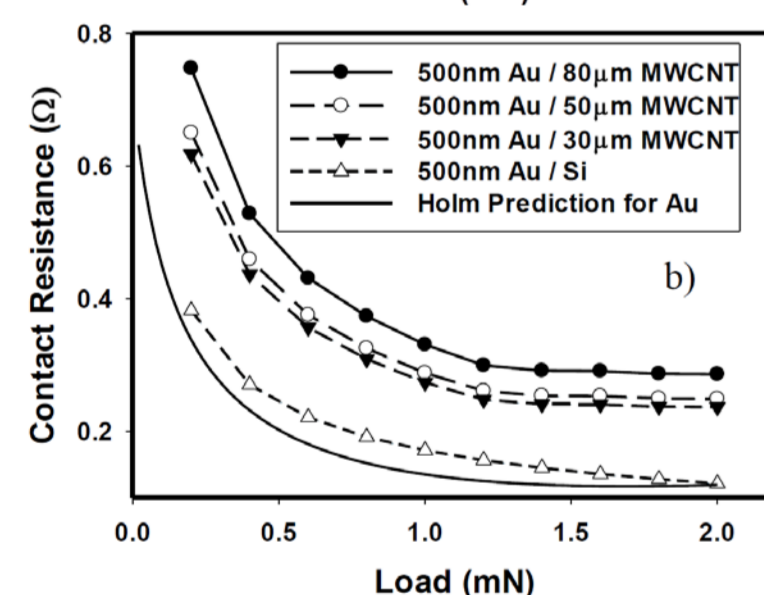 0.8
0.6
0.4
0.2
Contact Resistance (Ω)
500nm Au / 80μm MWCNT
500nm Au / 50μm MWCNT
500nm Au / 30μm MWCNT
500nm Au / Si
Holm Prediction for Au
b)
0.0 0.5 1.0 1.5 2.0
Load (mN)